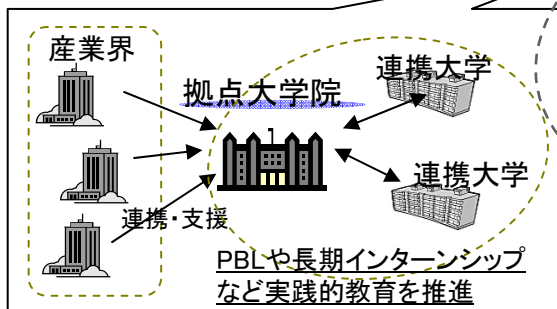 産業界
拠点大学院
連携大学
連携大学
連携・支援
PBLや長期インターンシップ
など実践的教育を推進